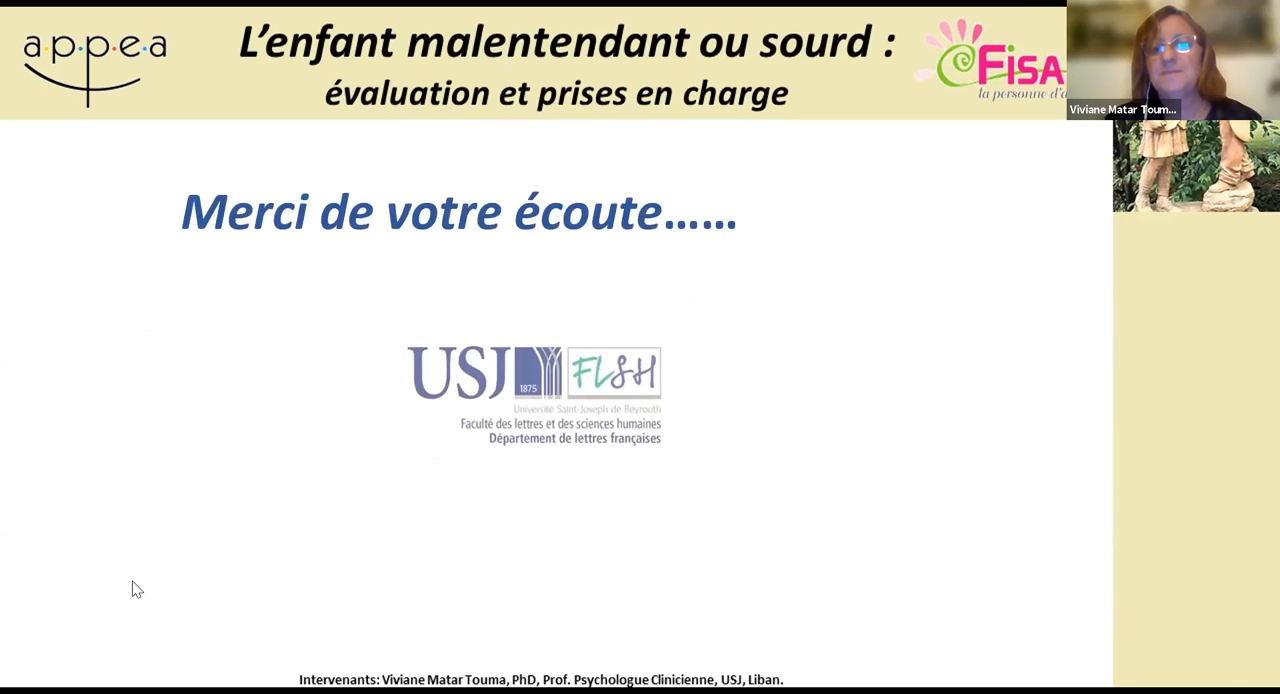 a·p·p·e·a
L'enfant malentendant ou sourd :
évaluation et prises en charge
FISA
la personne d'a
Viviane Matar Toum...
Merci de votre écoute......
USJ
1875
FLSH
Université Saint-Joseph de Beyrouth
Faculté des lettres et des sciences humaines
Département de lettres françaises
Intervenants: Viviane Matar Touma, PhD, Prof. Psychologue Clinicienne, USJ, Liban.